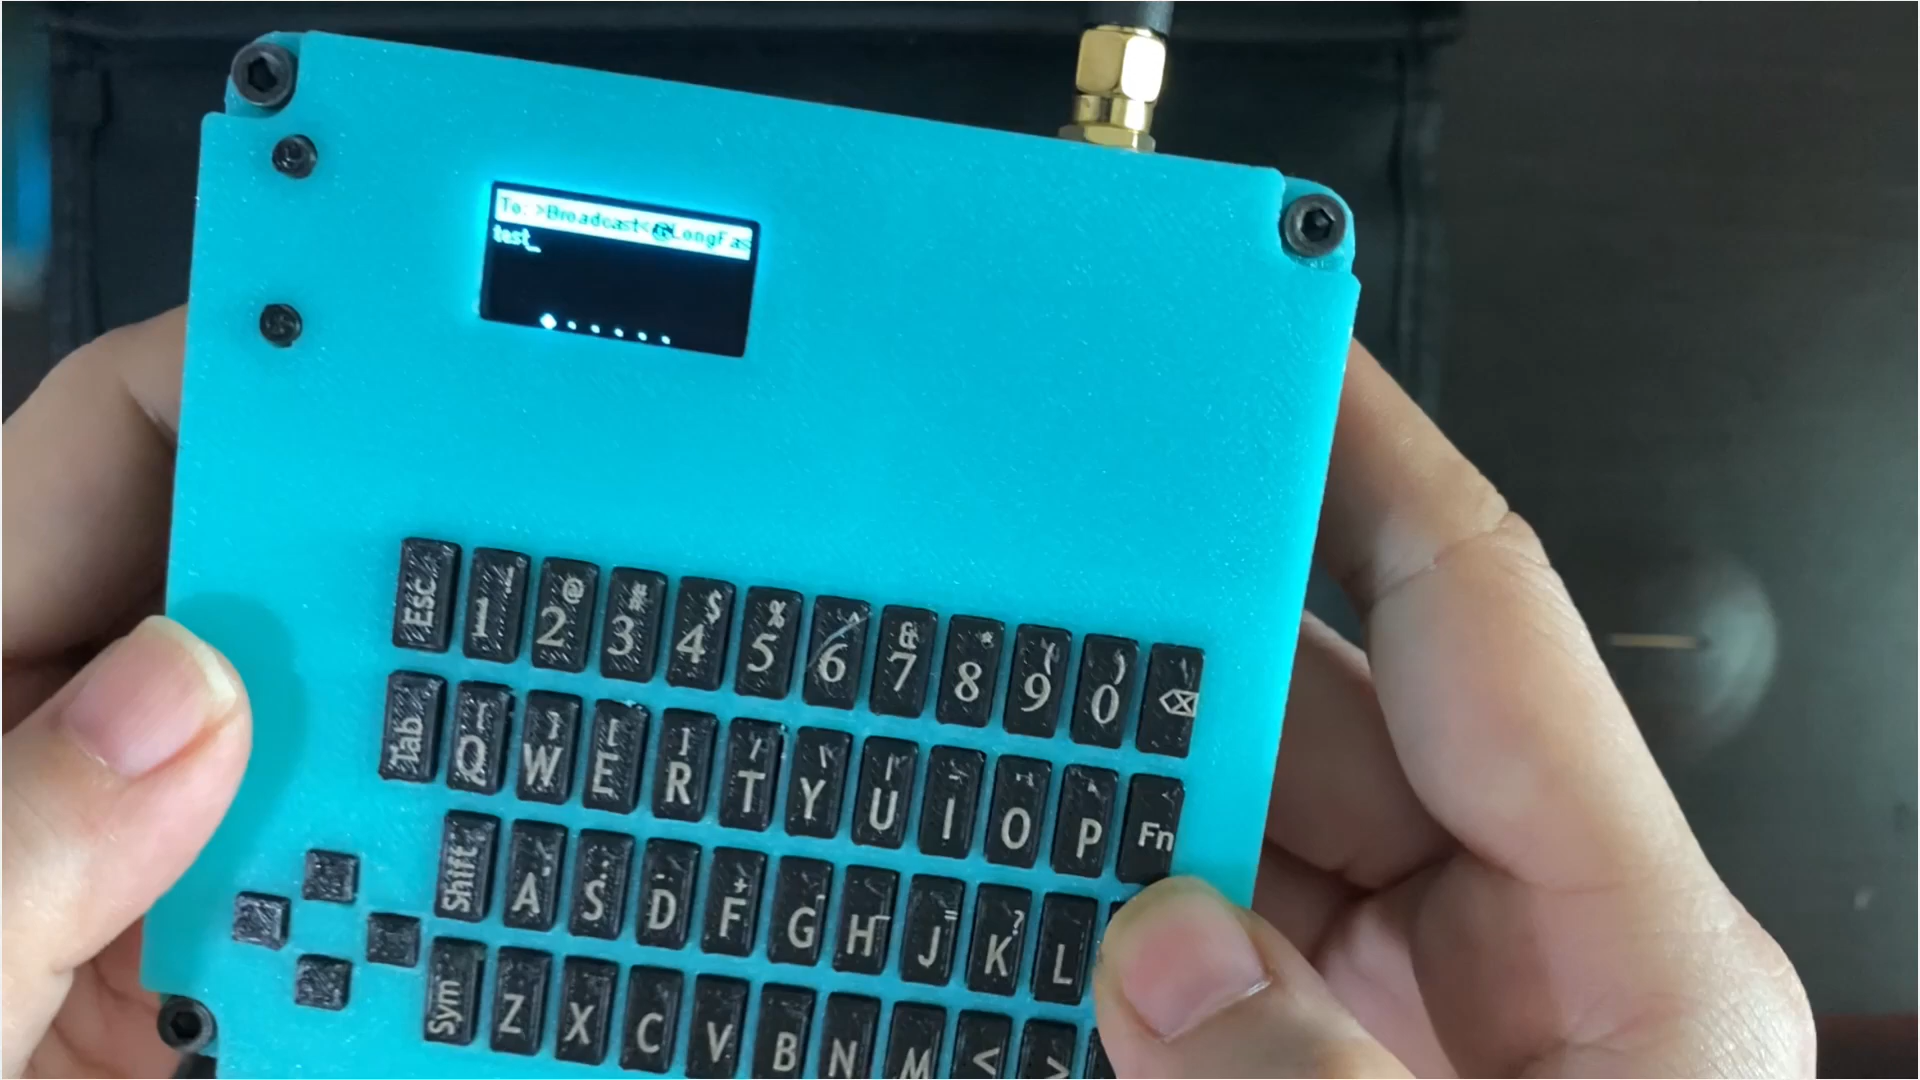 To: >Broadcast<@LongFas
test_
Esc 1 2 @ 3 # 4 $ 5 % 6 ^ 7 & 8 * 9 ( 0 )
Tab Q W E [ R ] T / Y \ U | I O P Fn
Shift A S D F + G H J = K ? L
Sym Z X C V B N M < >